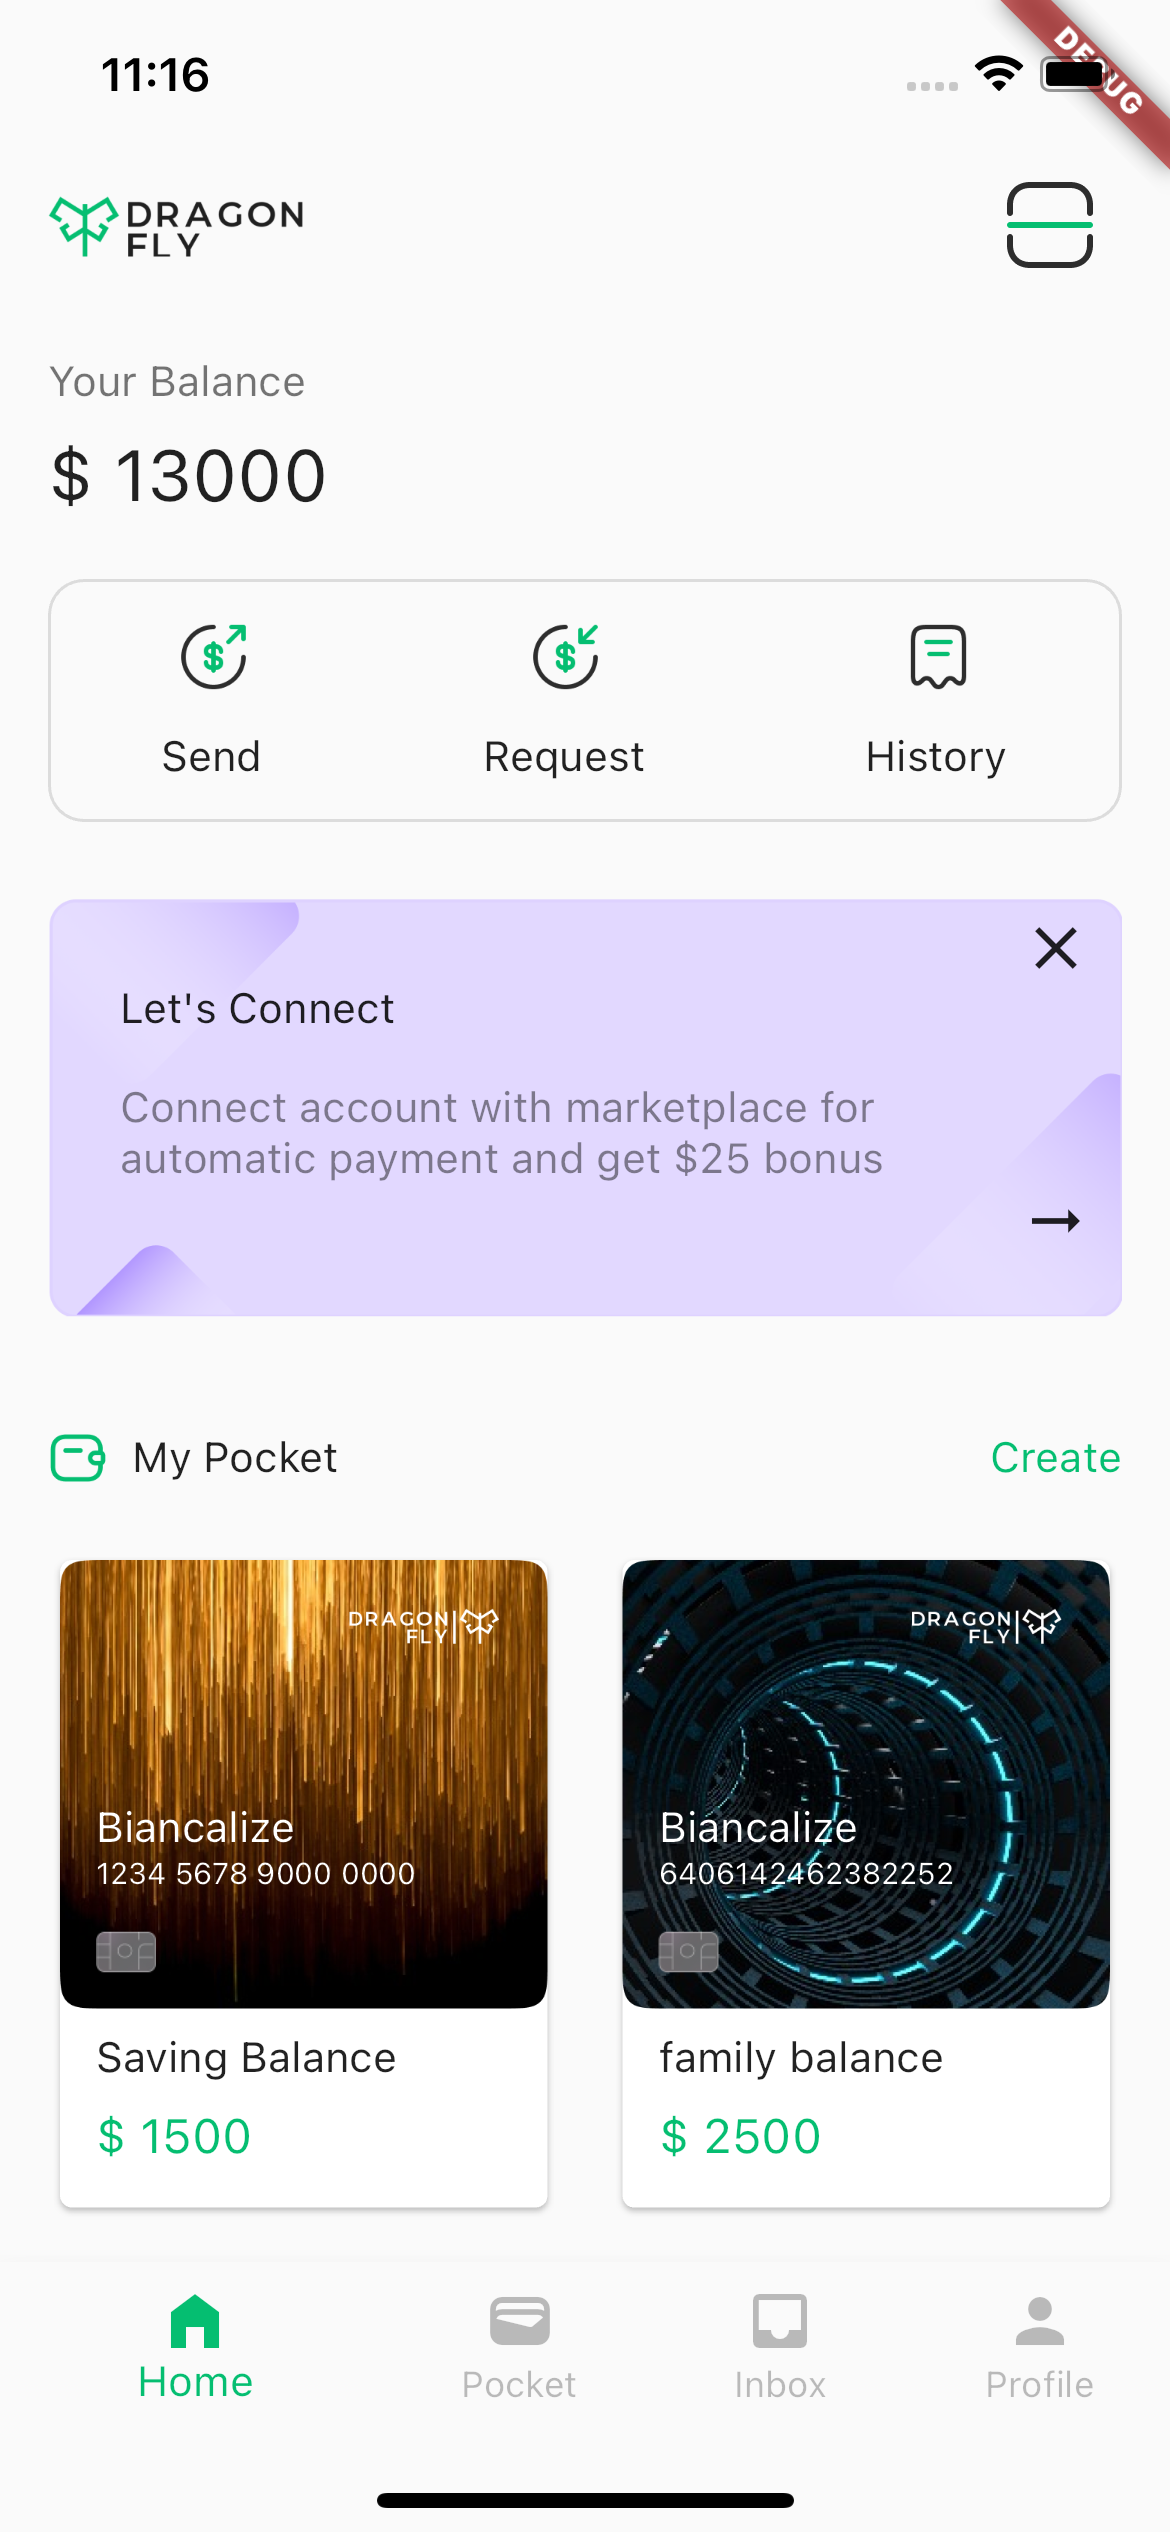 11:16
DEBUG
DRAGON
FLY
Your Balance
$ 13000
Send
Request
History
Let's Connect
Connect account with marketplace for
automatic payment and get $25 bonus
My Pocket
Create
DRAGON
FLY
Biancalize
1234 5678 9000 0000
Saving Balance
$ 1500
DRAGON
FLY
Biancalize
6406142462382252
family balance
$ 2500
Home
Pocket
Inbox
Profile